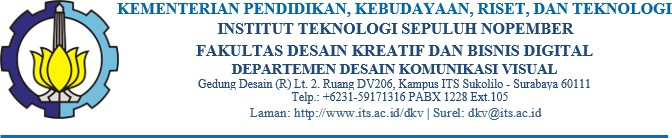 KEMENTERIAN PENDIDIKAN, KEBUDAYAAN, RISET, DAN TEKNOLOGI
INSTITUT TEKNOLOGI SEPULUH NOPEMBER
FAKULTAS DESAIN KREATIF DAN BISNIS DIGITAL
DEPARTEMEN DESAIN KOMUNIKASI VISUAL
Gedung Desain (R) Lt. 2. Ruang DV206, Kampus ITS Sukolilo - Surabaya 60111
Telp.: +6231-59171316 PABX 1228 Ext.105
Laman: http://www.its.ac.id/dkv | Surel: dkv@its.ac.id